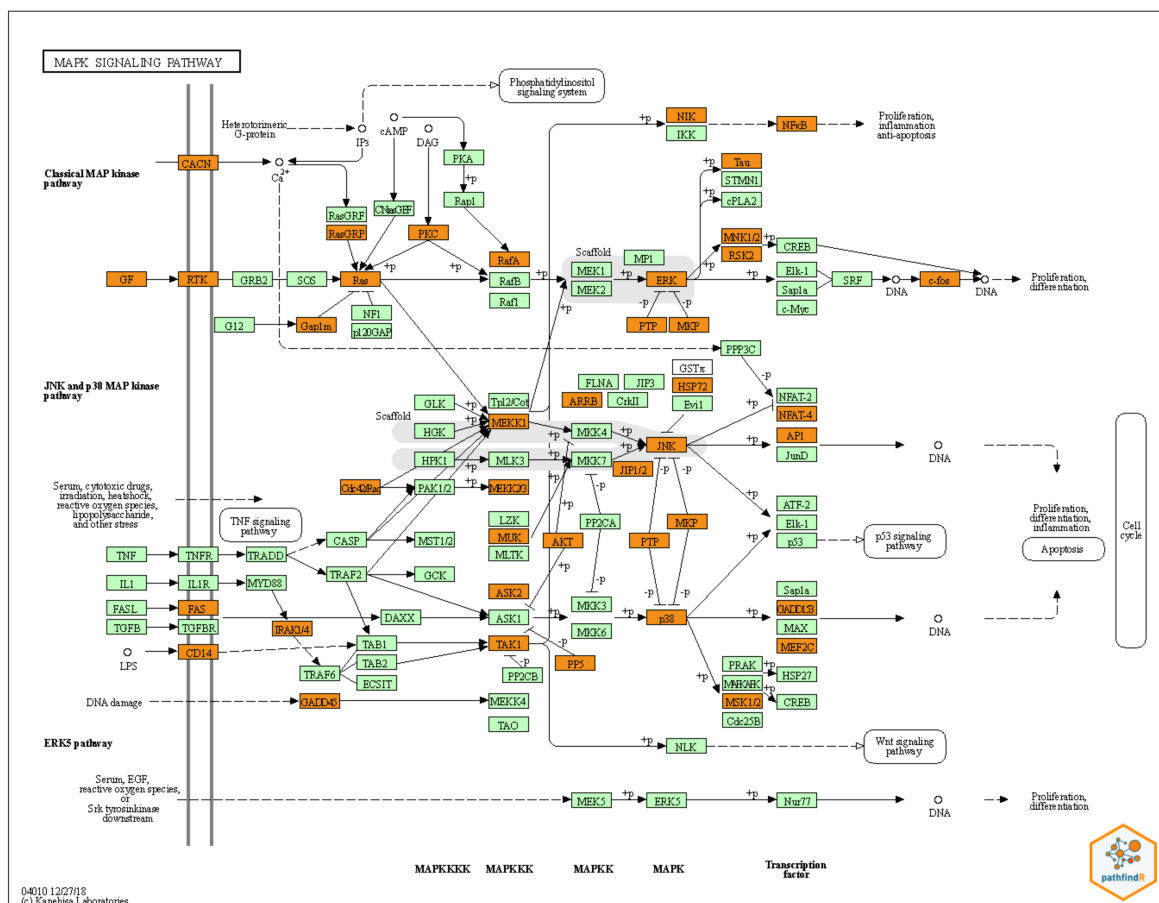 MAPK SIGNALING PATHWAY
Phosphatidylinositol
signaling system
Heterotorimeric
G-protein
IP3
cAMP
DAG
+p
NIK
IKK
NFκB
Proliferation,
inflammation
anti-apoptosis
Classical MAP kinase
pathway
CACN
Ca2+
PKA
+p
Rap1
+p
Tau
STMN1
+p
cPLA2
RasGRF
CNasGEF
RasGRP
PKC
+p
RafA
Scaffold
MP1
MNK1/2
+p
RSK2
CREB
GF
RTK
GRB2
SOS
Ras
+p
+p
RafB
Raf1
+p
MEK1
MEK2
+p
ERK
+p
+p
Elk-1
Sap1a
c-Myc
SRF
DNA
c-fos
DNA
Proliferation,
differentiation
G12
Gap1m
NF1
p120GAP
+p
-p
-p
PTP
MKP
PPP3C
-p
JNK and p38 MAP kinase
pathway
GSTπ
HSP72
Evi1
FLNA
JIP3
ARRB
CrkII
NFAT-2
NFAT-4
Scaffold
GLK
HGK
+p
+p
+p
Tpl2/Cot
MEKK1
+p
MKK4
+p
JNK
+p
+p
AP1
JunD
DNA
HPK1
+p
MLK3
+p
MKK7
+p
JIP1/2
-p
-p
-p
+p
Cdc42/Rac
PAK1/2
+p
MEKK2/3
Serum, cytotoxic drugs,
irradiation, heatshock,
reactive oxygen species,
lipopolysaccharide,
and other stress
TNF signaling
pathway
LZK
MUK
MLTK
PP2CA
AKT
PTP
MKP
ATF-2
Elk-1
p53
p53 signaling
pathway
Proliferation,
differentiation,
inflammation
Apoptosis
Cell
cycle
TNF
TNFR
TRADD
CASP
MST1/2
+p
-p
-p
-p
+p
IL1
IL1R
MYD88
TRAF2
GCK
ASK2
MKK3
MKK6
Sap1a
GADD153
MAX
MEF2C
FASL
FAS
TGFB
TGFBR
DAXX
ASK1
+p
+p
p38
+p
DNA
IRAK1/4
LPS
CD14
TAB1
TAB2
ECSIT
TRAF6
TAK1
-p
-p
PP2CB
PP5
+p
PRAK
+p
HSP27
MAPKAPK
+p
MSK1/2
CREB
Cdc25B
DNA damage
GADD45
MEKK4
TAO
ERK5 pathway
+p
NLK
Wnt signaling
pathway
Serum, EGF,
reactive oxygen species,
or
Srk tyrosinkinase
downstream
MEK5
+p
ERK5
+p
Nur77
DNA
Proliferation,
differentiation
MAPKKKK
MAPKKK
MAPKK
MAPK
Transcription
factor
pathfindR
04010 12/27/18
(c) Kanehisa Laboratories